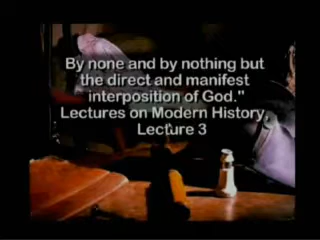 By none and by nothing but
the direct and manifest
interposition of God."
Lectures on Modern History,
Lecture 3